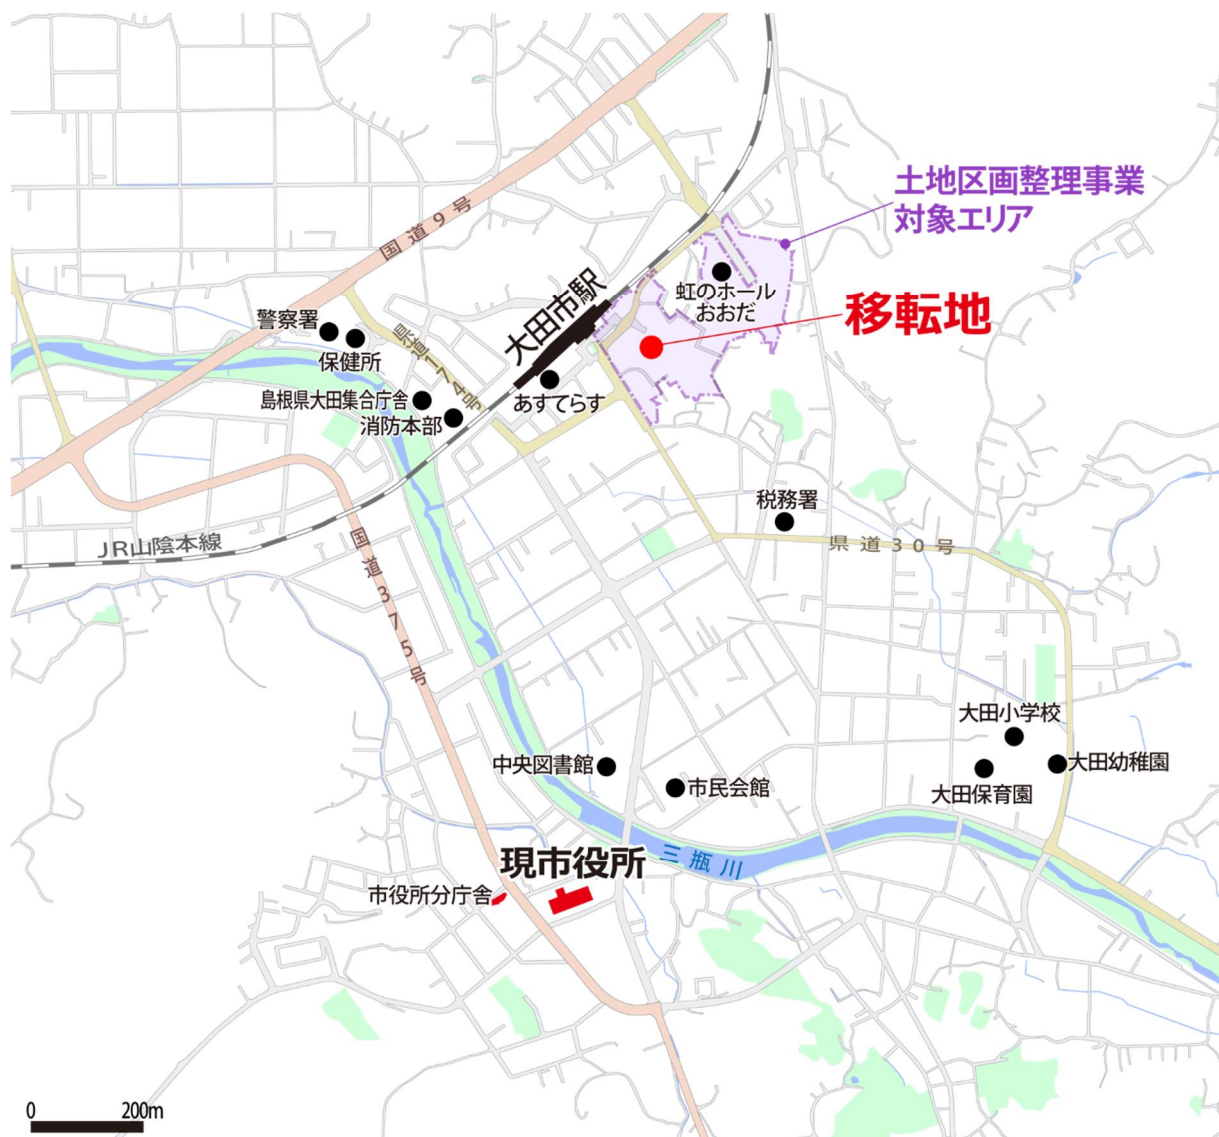 土地区画整理事業
対象エリア
国道9号
大田市駅
虹のホール
おおだ
移転地
警察署
保健所
県道174号
島根県大田集合庁舎
消防本部
あすてらす
税務署
県道30号
JR山陰本線
国道375号
大田小学校
中央図書館
市民会館
大田幼稚園
大田保育園
現市役所
三瓶川
市役所分庁舎
0 200m